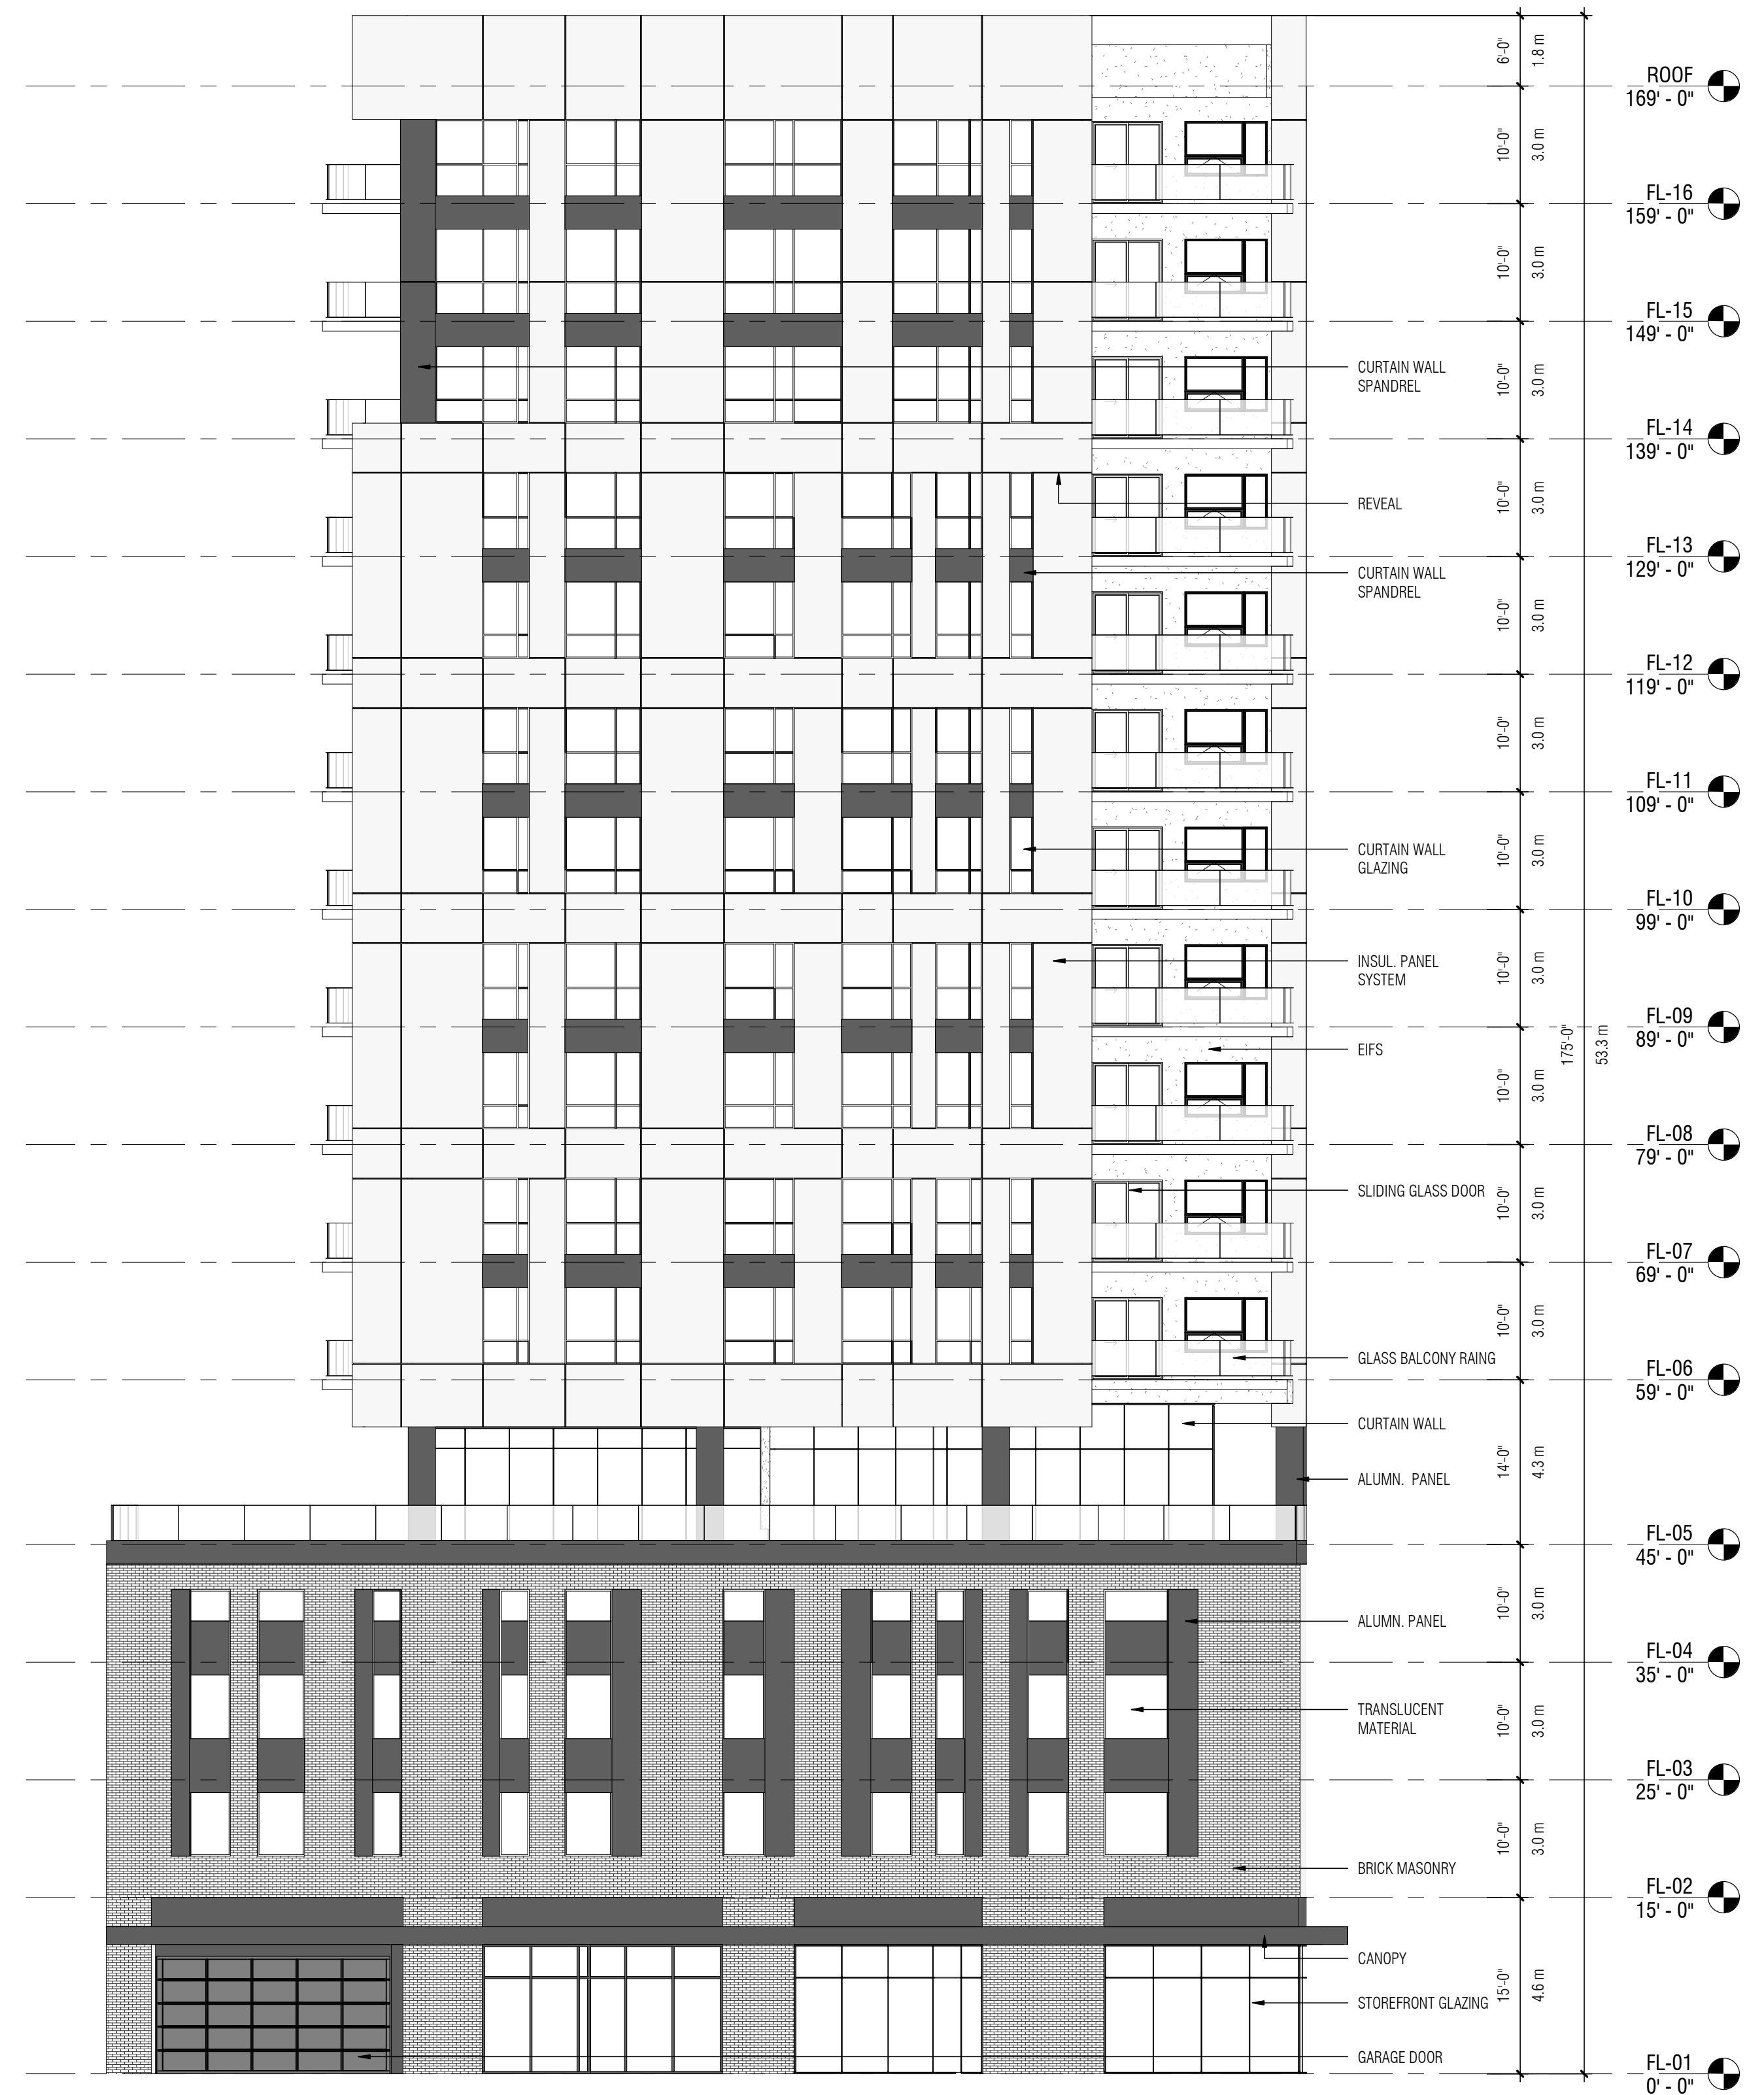 6'-0"
1.8 m
ROOF
169' - 0"
10'-0"
3.0 m
FL-16
159' - 0"
10'-0"
3.0 m
FL-15
149' - 0"
CURTAIN WALL
SPANDREL
10'-0"
3.0 m
FL-14
139' - 0"
REVEAL
10'-0"
3.0 m
FL-13
129' - 0"
CURTAIN WALL
SPANDREL
10'-0"
3.0 m
FL-12
119' - 0"
10'-0"
3.0 m
FL-11
109' - 0"
CURTAIN WALL
GLAZING
10'-0"
3.0 m
FL-10
99' - 0"
INSUL. PANEL
SYSTEM
10'-0"
3.0 m
FL-09
89' - 0"
175'-0"
53.3 m
EIFS
10'-0"
3.0 m
FL-08
79' - 0"
SLIDING GLASS DOOR
10'-0"
3.0 m
FL-07
69' - 0"
10'-0"
3.0 m
GLASS BALCONY RAING
FL-06
59' - 0"
CURTAIN WALL
14'-0"
4.3 m
ALUMN. PANEL
FL-05
45' - 0"
10'-0"
3.0 m
ALUMN. PANEL
FL-04
35' - 0"
TRANSLUCENT
MATERIAL
10'-0"
3.0 m
FL-03
25' - 0"
10'-0"
3.0 m
BRICK MASONRY
FL-02
15' - 0"
CANOPY
15'-0"
4.6 m
STOREFRONT GLAZING
GARAGE DOOR
FL-01
0' - 0"